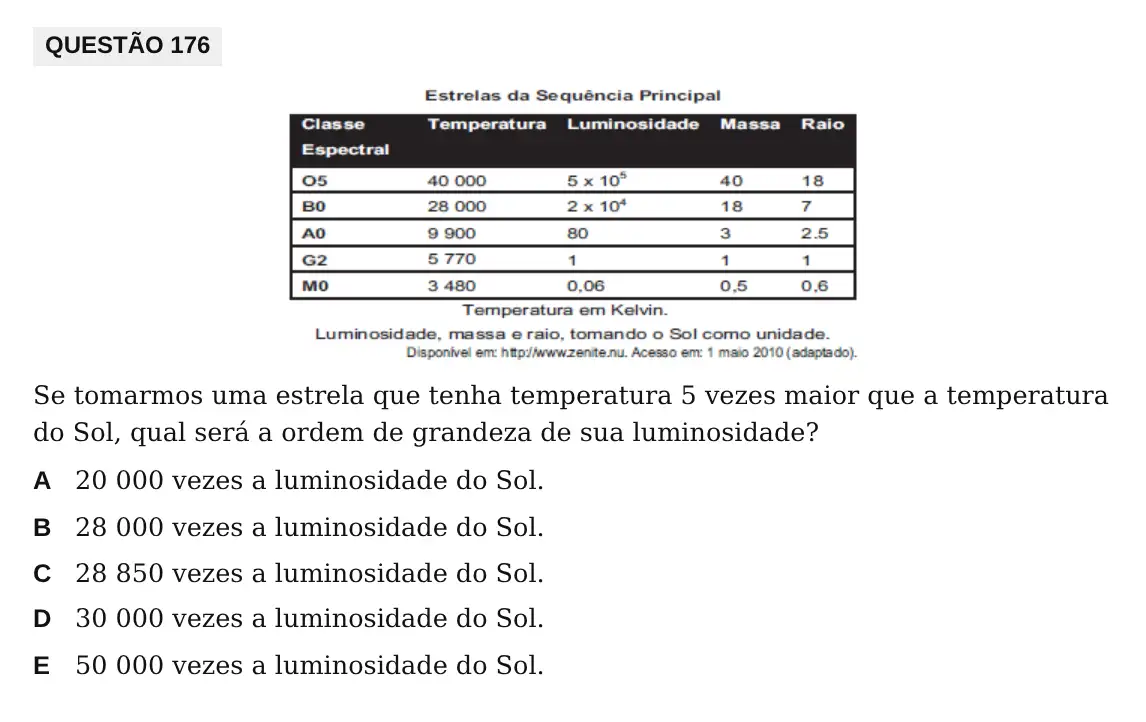 QUESTÃO 176
Estrelas da Sequência Principal
Classe Espectral Temperatura Luminosidade Massa Raio
O5 40 000 5 x 10⁵ 40 18
B0 28 000 2 x 10⁴ 18 7
A0 9 900 80 3 2.5
G2 5 770 1 1 1
M0 3 480 0,06 0,5 0,6
Temperatura em Kelvin.
Luminosidade, massa e raio, tomando o Sol como unidade.
Disponível em: http://www.zenite.nu. Acesso em: 1 maio 2010 (adaptado).
Se tomarmos uma estrela que tenha temperatura 5 vezes maior que a temperatura
do Sol, qual será a ordem de grandeza de sua luminosidade?
A 20 000 vezes a luminosidade do Sol.
B 28 000 vezes a luminosidade do Sol.
C 28 850 vezes a luminosidade do Sol.
D 30 000 vezes a luminosidade do Sol.
E 50 000 vezes a luminosidade do Sol.